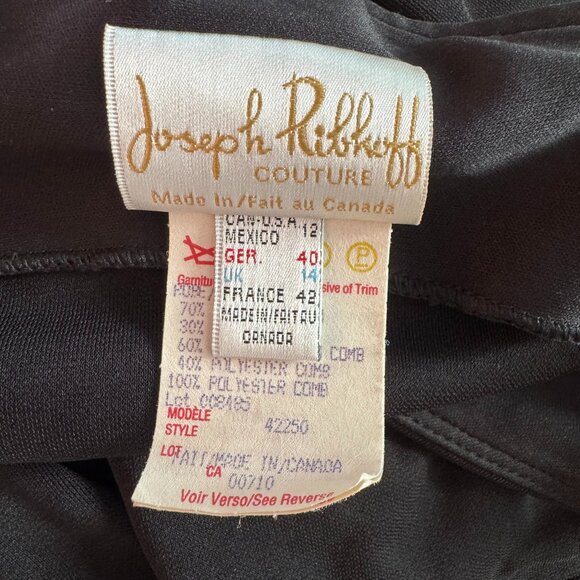 Joseph Ribkoff
COUTURE
Made In/Fait au Canada
CAN-U.S.A. 12
MEXICO
GER. 40
UK 14
FRANCE 42
MADE IN/FAIT AU
CANADA
P
Garnitu sive of Trim
ROBE/
70%
30%
60% COMB
40% POLYESTER COMB
100% POLYESTER COMB
Lot 008485
MODÈLE
STYLE 42250
LOT FAIT/MADE IN/CANADA
CA 00710
Voir Verso/See Reverse